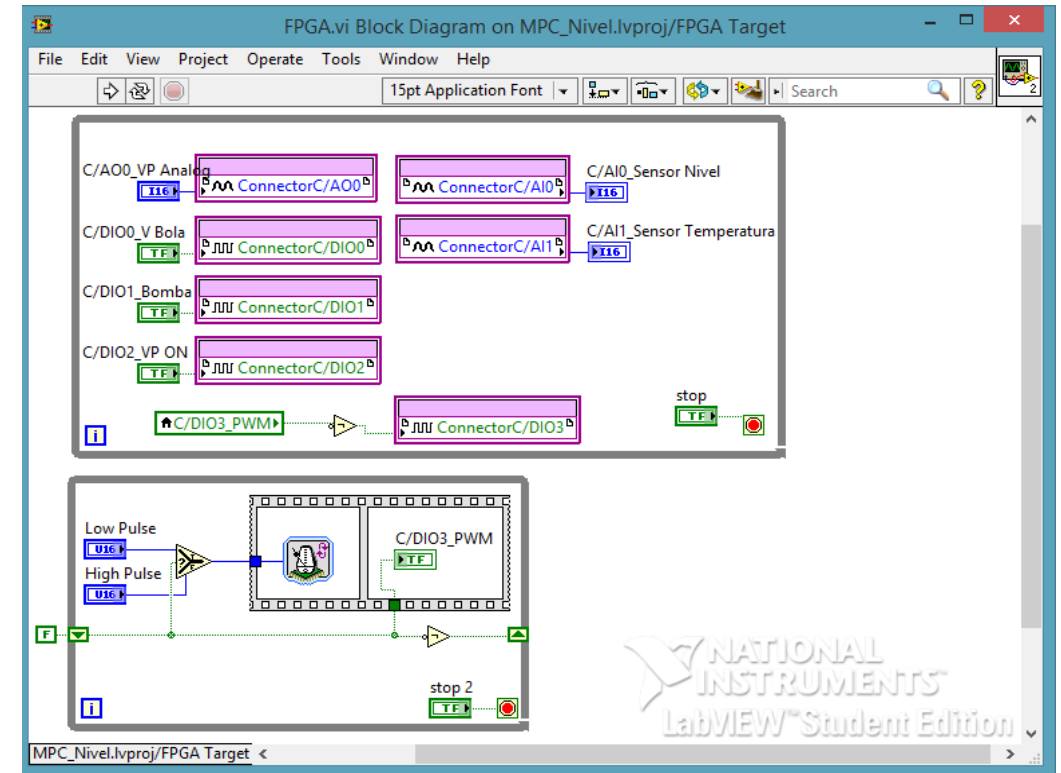 FPGA.vi Block Diagram on MPC_Nivel.lvproj/FPGA Target
File Edit View Project Operate Tools Window Help
15pt Application Font Search
2
C/AO0_VP Analog
I16
ConnectorC/AO0
ConnectorC/AI0
C/AI0_Sensor Nivel
I16
C/DIO0_V Bola
TF
ConnectorC/DIO0
ConnectorC/AI1
C/AI1_Sensor Temperatura
I16
C/DIO1_Bomba
TF
ConnectorC/DIO1
C/DIO2_VP ON
TF
ConnectorC/DIO2
C/DIO3_PWM
ConnectorC/DIO3
stop
TF
i
Low Pulse
U16
High Pulse
U16
?
F
C/DIO3_PWM
TF
F
stop 2
TF
i
NATIONAL
INSTRUMENTS™
LabVIEW™ Student Edition
MPC_Nivel.lvproj/FPGA Target